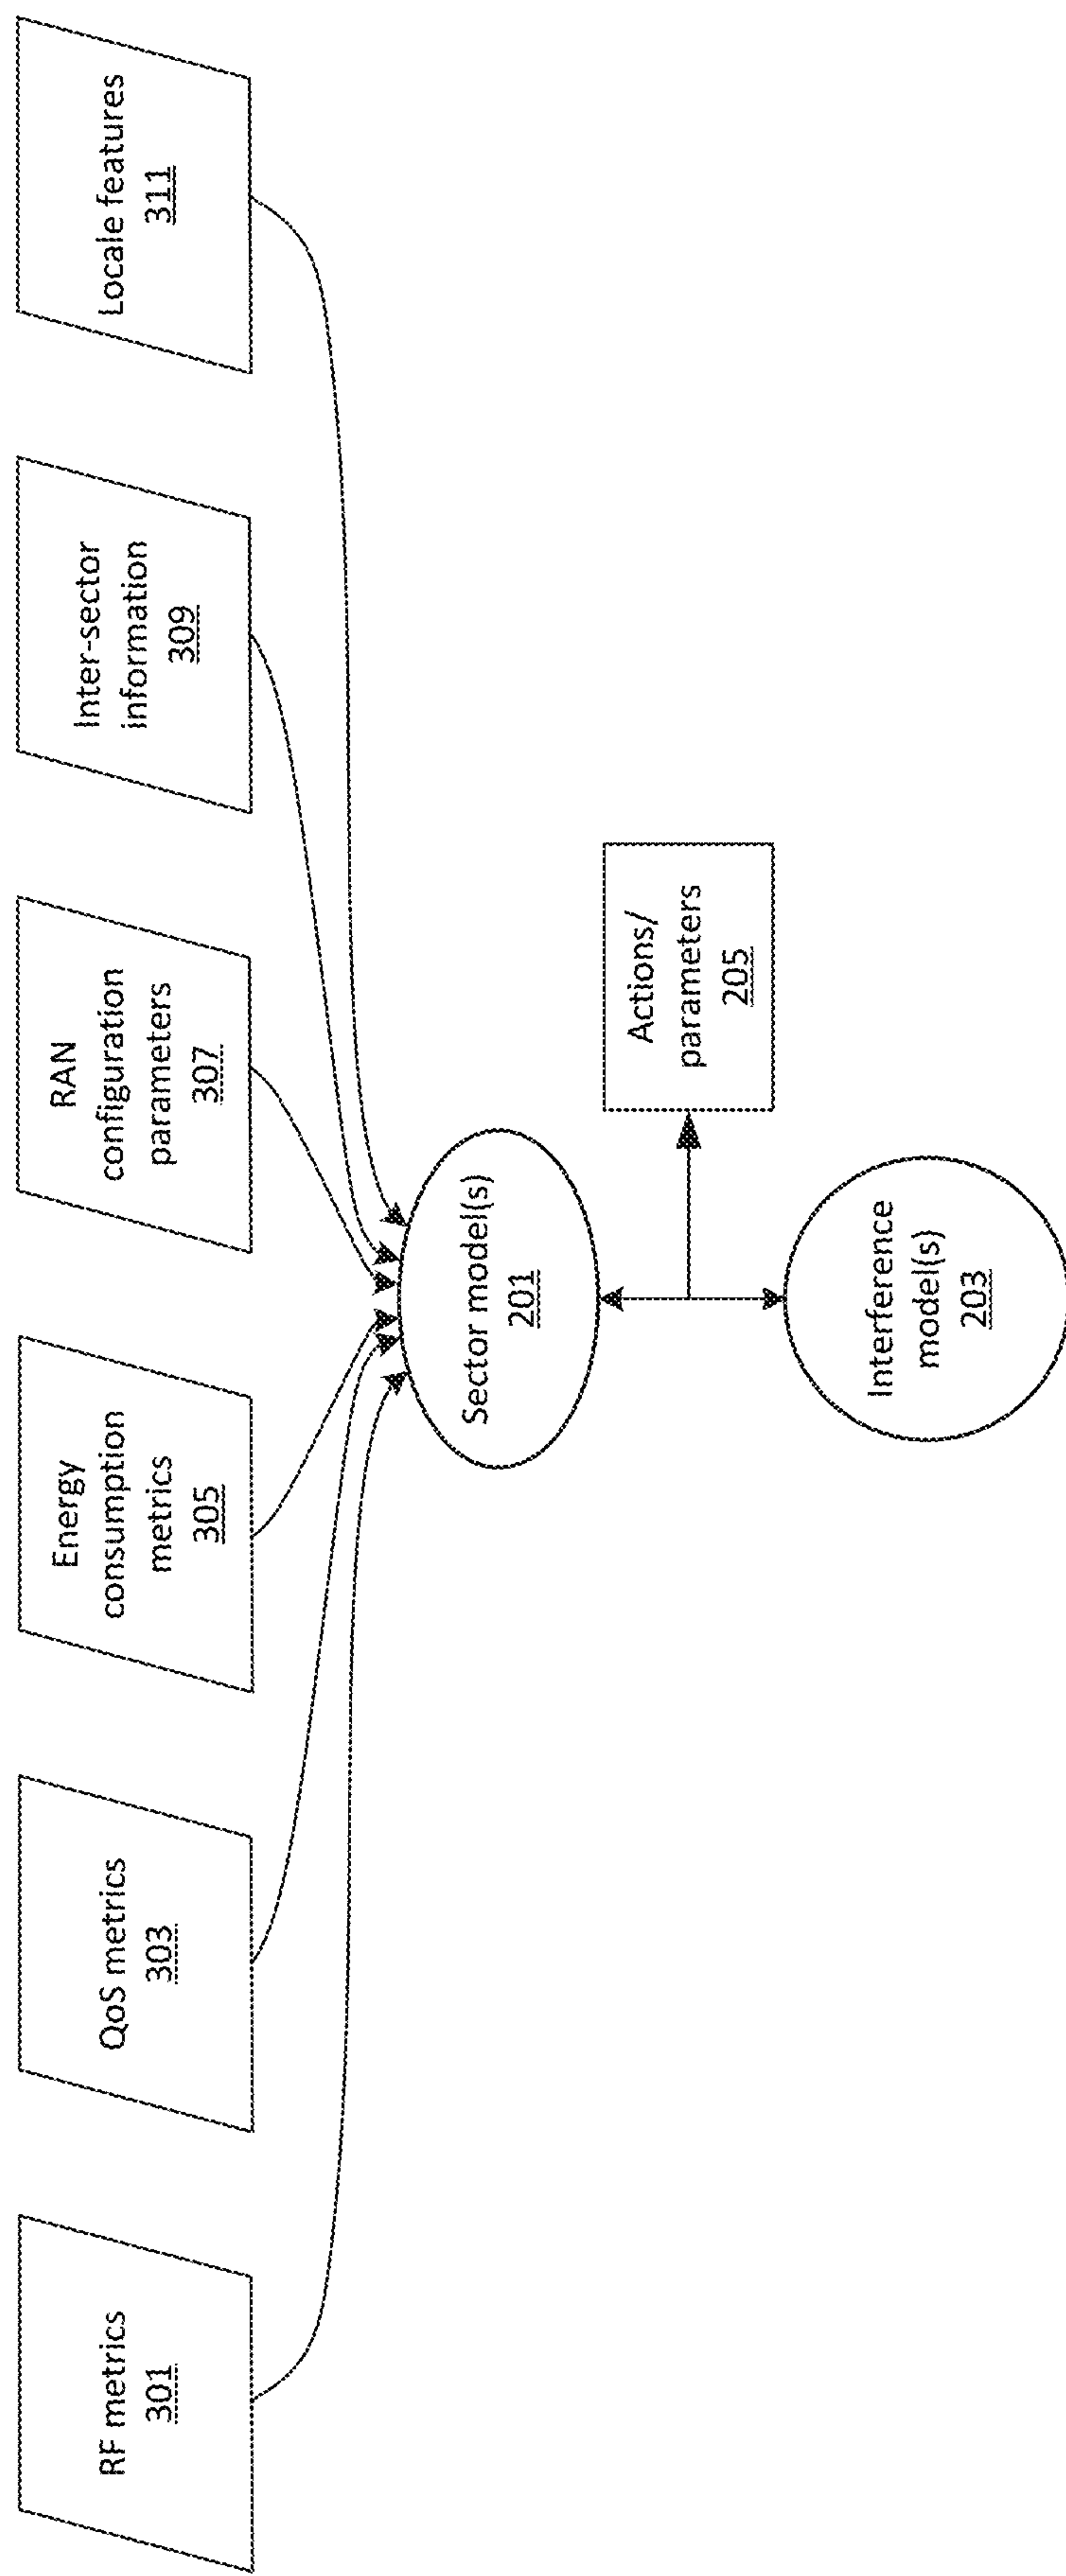 RF metrics
301
QoS metrics
303
Energy
consumption
metrics
305
RAN
configuration
parameters
307
Inter-sector
information
309
Locale features
311
Sector model(s)
201
Actions/
parameters
205
Interference
model(s)
203